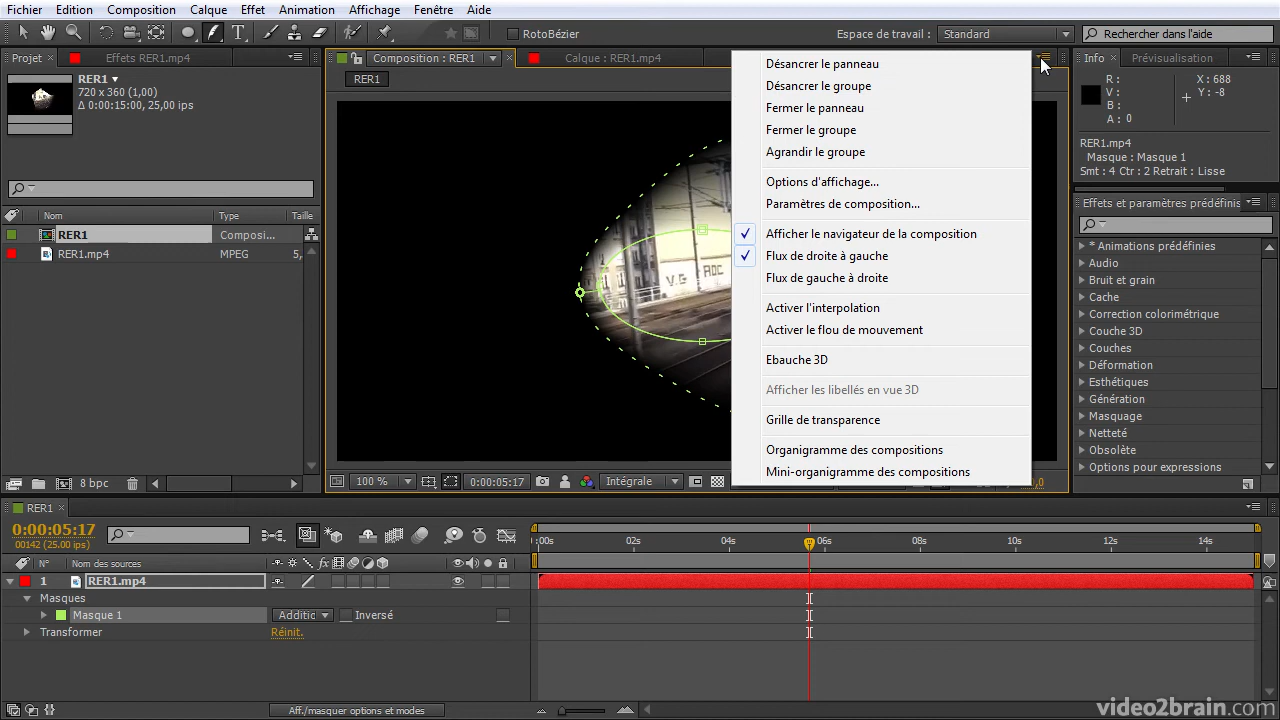 Fichier Edition Composition Calque Effet Animation Affichage Fenêtre Aide
RotoBézier
Espace de travail : Standard
Rechercher dans l'aide
Projet
Effets RER1.mp4
Composition : RER1
Calque : RER1.mp4
Info
Prévisualisation
RER1
720 x 360 (1,00)
Δ 0:00:15:00, 25,00 ips
RER1
Désancrer le panneau
Désancrer le groupe
Fermer le panneau
Fermer le groupe
Agrandir le groupe
Options d'affichage...
Paramètres de composition...
Afficher le navigateur de la composition
Flux de droite à gauche
Flux de gauche à droite
Activer l'interpolation
Activer le flou de mouvement
Ebauche 3D
Afficher les libellés en vue 3D
Grille de transparence
Organigramme des compositions
Mini-organigramme des compositions
R :
V :
B :
A : 0
X : 688
Y : -8
RER1.mp4
Masque : Masque 1
Smt : 4 Ctr : 2 Retrait : Lisse
Effets et paramètres prédéfinis
* Animations prédéfinies
Audio
Bruit et grain
Cache
Correction colorimétrique
Couche 3D
Couches
Déformation
Esthétiques
Génération
Masquage
Netteté
Obsolète
Options pour expression
Nom Type Taille
RER1 Composi...
RER1.mp4 MPEG 5,
V.G ROC
8 bpc
100 %
0:00:05:17
Intégrale
RER1
0:00:05:17
00142 (25.00 ips)
:00s 02s 04s 06s 08s 10s 12s 14s
N° Nom des sources
1 RER1.mp4
Masques
Masque 1 Additic Inversé
Transformer Réinit.
Aff./masquer options et modes
video2brain.com